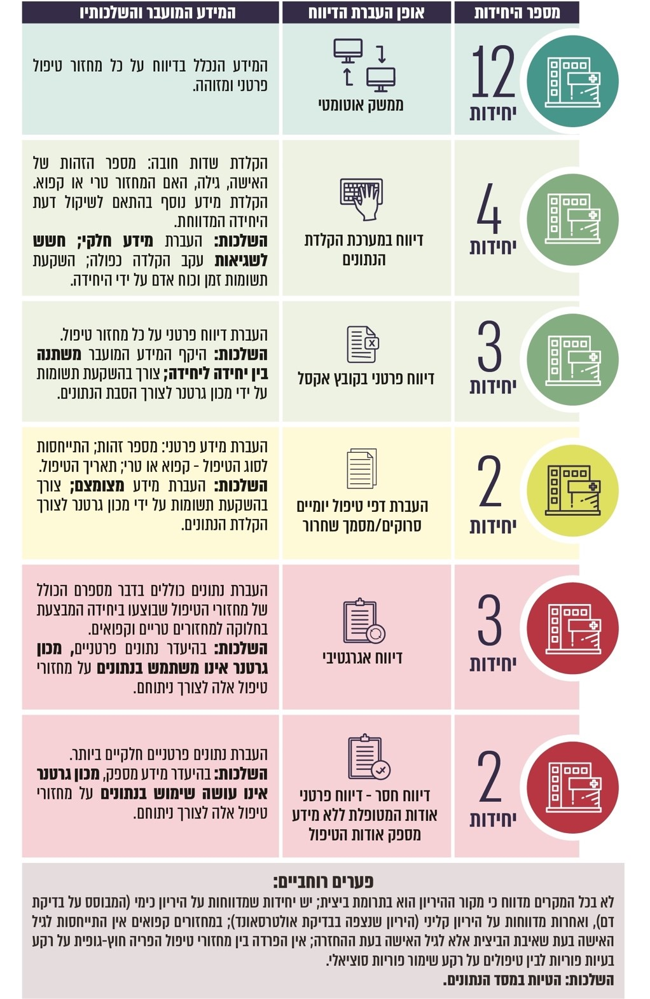 מספר היחידות
אופן העברת הדיווח
המידע המועבר והשלכותיו
12
יחידות
ממשק אוטומטי
המידע הנכלל בדיווח על כל מחזור טיפול
פרטני ומזוהה.
4
יחידות
דיווח במערכת הקלדת
הנתונים
הקלדת שדות חובה: מספר הזהות של
האישה, גילה, האם המחזור טרי או קפוא.
הקלדת מידע נוסף בהתאם לשיקול דעת
היחידה המדווחת.
השלכות: העברת מידע חלקי; חשש
לשגיאות עקב הקלדה כפולה; השקעת
תשומות זמן וכוח אדם על ידי היחידה.
3
יחידות
דיווח פרטני בקובץ אקסל
העברת דיווח פרטני על כל מחזור טיפול.
השלכות: היקף המידע המועבר משתנה
בין יחידה ליחידה; צורך בהשקעת תשומות
על ידי מכון גרטנר לצורך הסבת הנתונים.
2
יחידות
העברת דפי טיפול יומיים
סרוקים/מסמך שחרור
העברת מידע פרטני: מספר זהות; התייחסות
לסוג הטיפול - קפוא או טרי; תאריך הטיפול.
השלכות: העברת מידע מצומצם; צורך
בהשקעת תשומות על ידי מכון גרטנר לצורך
הקלדת הנתונים.
3
יחידות
דיווח אגרגטיבי
העברת נתונים כוללים בדבר מספרם הכולל
של מחזורי הטיפול שבוצעו ביחידה המבצעת
בחלוקה למחזורים טריים וקפואים.
השלכות: בהיעדר נתונים פרטניים, מכון
גרטנר אינו משתמש בנתונים על מחזורי
טיפול אלה לצורך ניתוחם.
2
יחידות
דיווח חסר - דיווח פרטני
אודות המטופלת ללא מידע
מספק אודות הטיפול
העברת נתונים פרטניים חלקיים ביותר.
השלכות: בהיעדר מידע מספק, מכון גרטנר
אינו עושה שימוש בנתונים על מחזורי
טיפול אלה לצורך ניתוחם.
פערים רוחביים:
לא בכל המקרים מדווח כי מקור ההיריון הוא בתרומת ביצית; יש יחידות שמדווחות על היריון כימי (המבוסס על בדיקת
דם), ואחרות מדווחות על היריון קליני (היריון שנצפה בבדיקת אולטרסאונד); במחזורים קפואים אין התייחסות לגיל
האישה בעת שאיבת הביצית אלא לגיל האישה בעת ההחזרה; אין הפרדה בין מחזורי טיפול הפריה חוץ-גופית על רקע
בעיות פוריות לבין טיפולים על רקע שימור פוריות סוציאלי.
השלכות: הטיות במסד הנתונים.